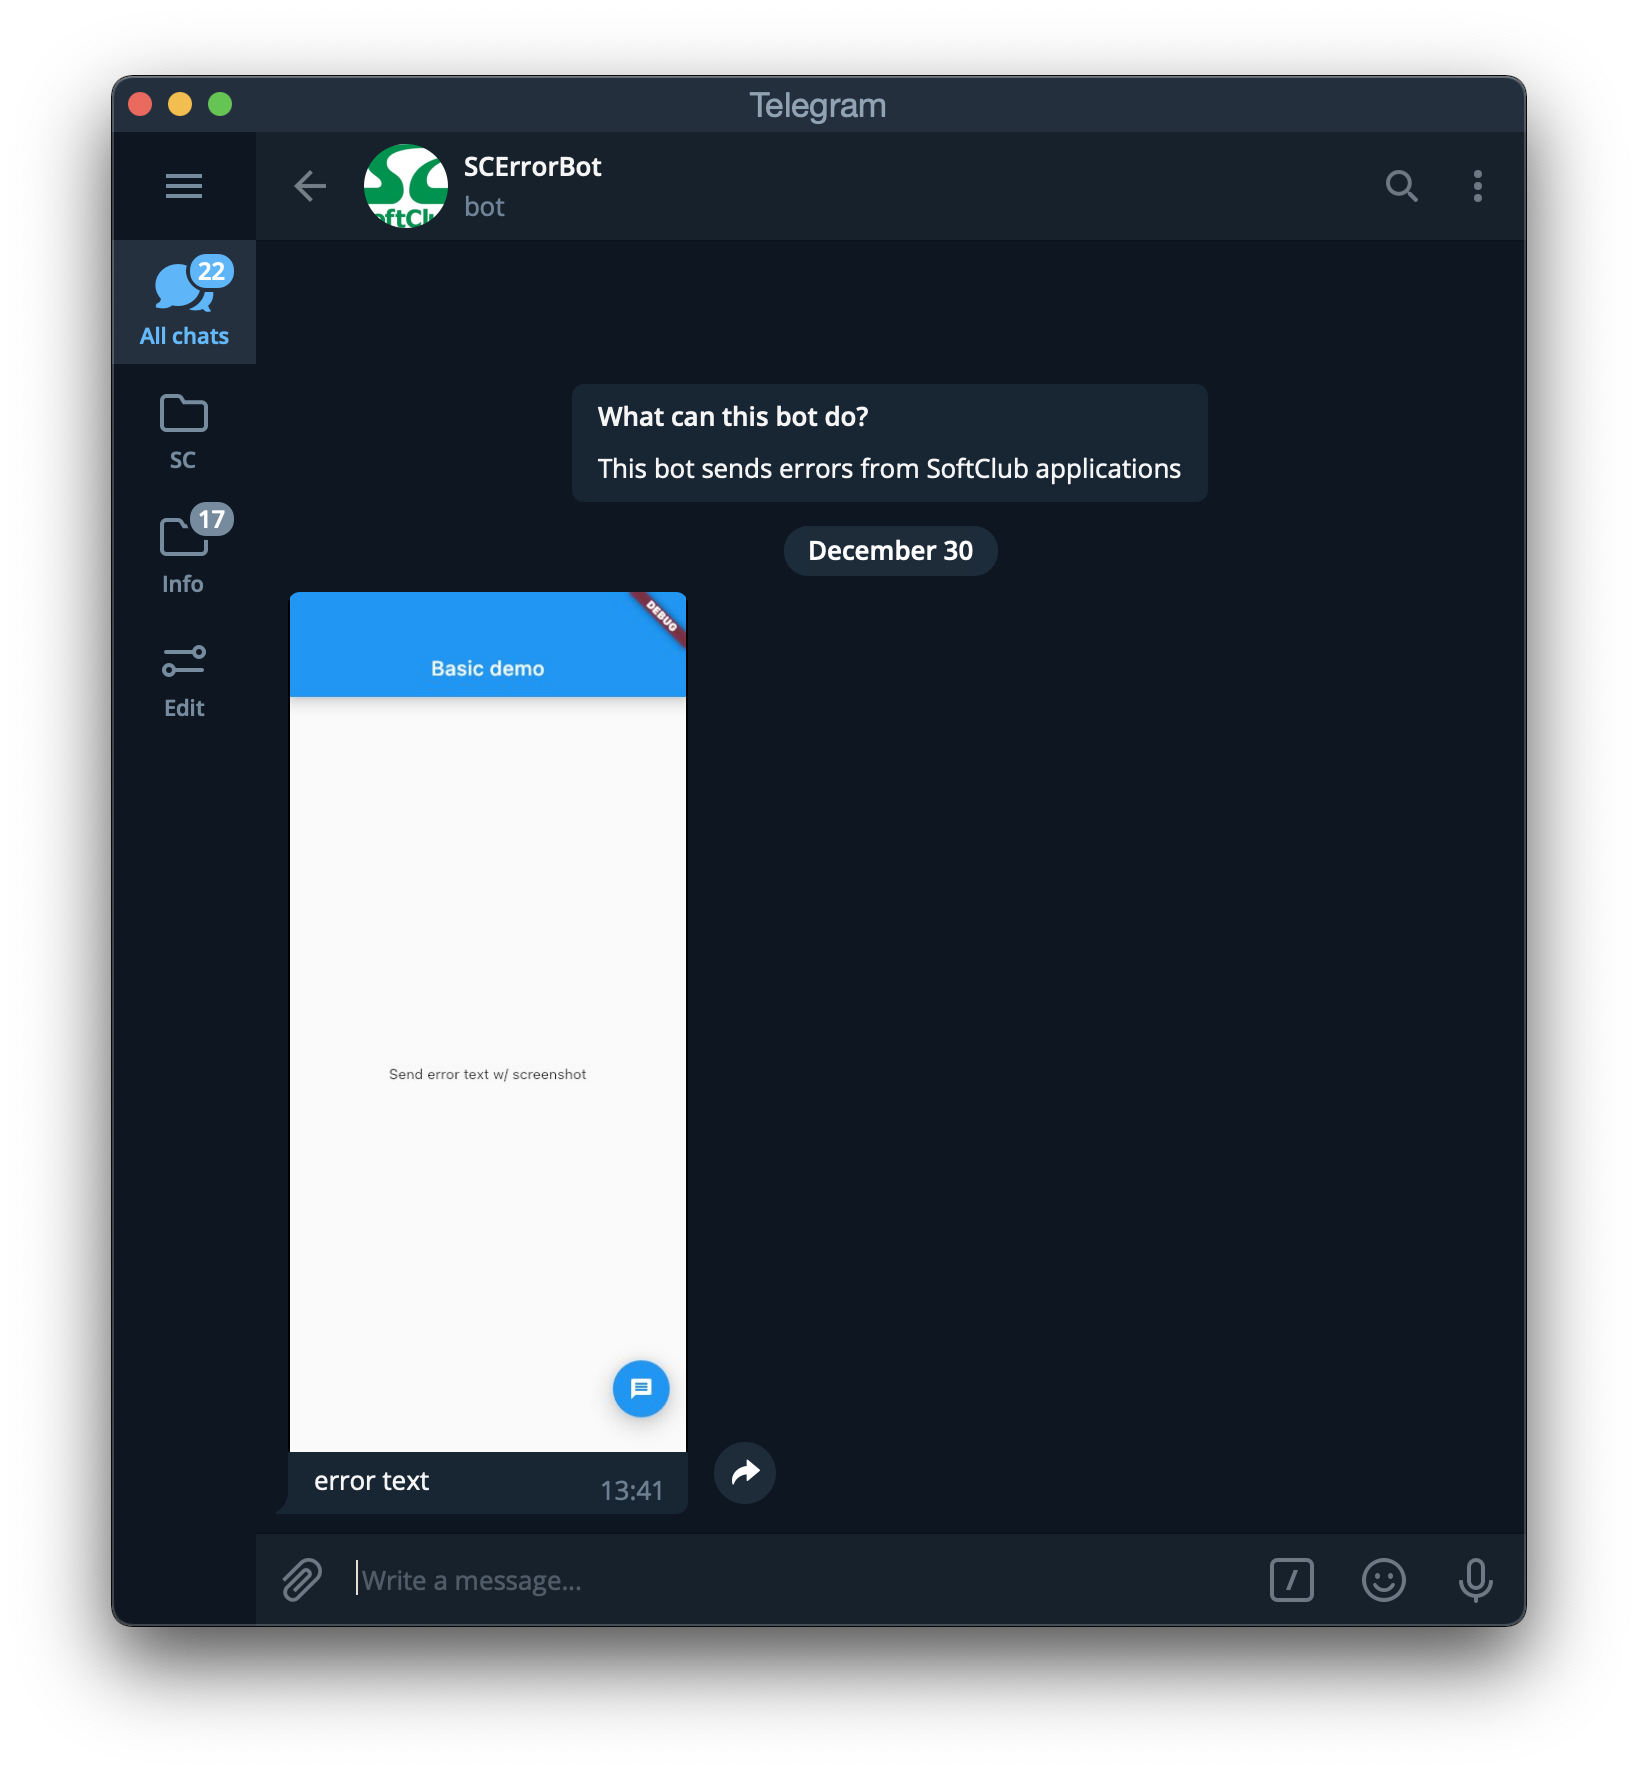 Telegram
SCErrorBot
bot
oftCl
22
All chats
SC
17
Info
Edit
What can this bot do?
This bot sends errors from SoftClub applications
December 30
DEBUG
Basic demo
Send error text w/ screenshot
error text
13:41
Write a message...
/